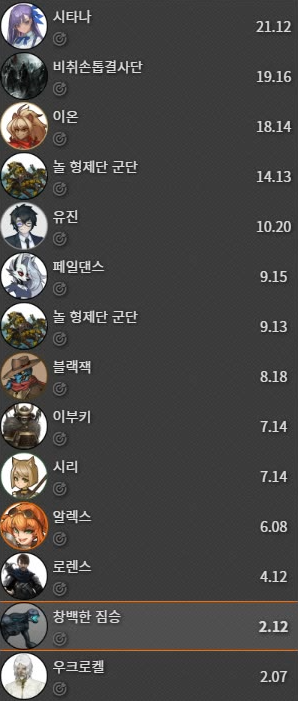 시타나
21.12
비취손톱결사단
19.16
이온
18.14
놀 형제단 군단
14.13
유진
10.20
페일댄스
9.15
놀 형제단 군단
9.13
블랙잭
8.18
이부키
7.14
시리
7.14
알렉스
6.08
로렌스
4.12
창백한 짐승
2.12
우크로켈
2.07